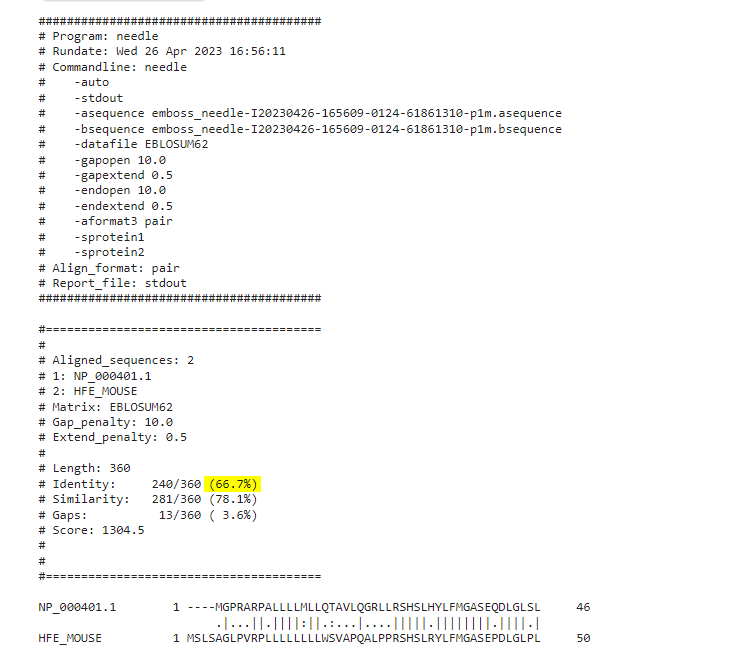 ########################################
# Program: needle
# Rundate: Wed 26 Apr 2023 16:56:11
# Commandline: needle
#    -auto
#    -stdout
#    -asequence emboss_needle-I20230426-165609-0124-61861310-p1m.asequence
#    -bsequence emboss_needle-I20230426-165609-0124-61861310-p1m.bsequence
#    -datafile EBLOSUM62
#    -gapopen 10.0
#    -gapextend 0.5
#    -endopen 10.0
#    -endextend 0.5
#    -aformat3 pair
#    -sprotein1
#    -sprotein2
# Align_format: pair
# Report_file: stdout
########################################
#=======================================
#
# Aligned_sequences: 2
# 1: NP_000401.1
# 2: HFE_MOUSE
# Matrix: EBLOSUM62
# Gap_penalty: 10.0
# Extend_penalty: 0.5
#
# Length: 360
# Identity:     240/360 (66.7%)
# Similarity:   281/360 (78.1%)
# Gaps:          13/360 ( 3.6%)
# Score: 1304.5
#
#
#=======================================
NP_000401.1        1 ----MGPRARPALLLLMLLQTAVLQGRLLRSHSLHYLFMGASEQDLGLSL     46
                         .|...||.||||:||.:...|....|||||.||||||||.||||.|
HFE_MOUSE          1 MSLSAGLPVRPLLLLLLLLWSVAPQALPPRSHSLRYLFMGASEPDLGLPL     50